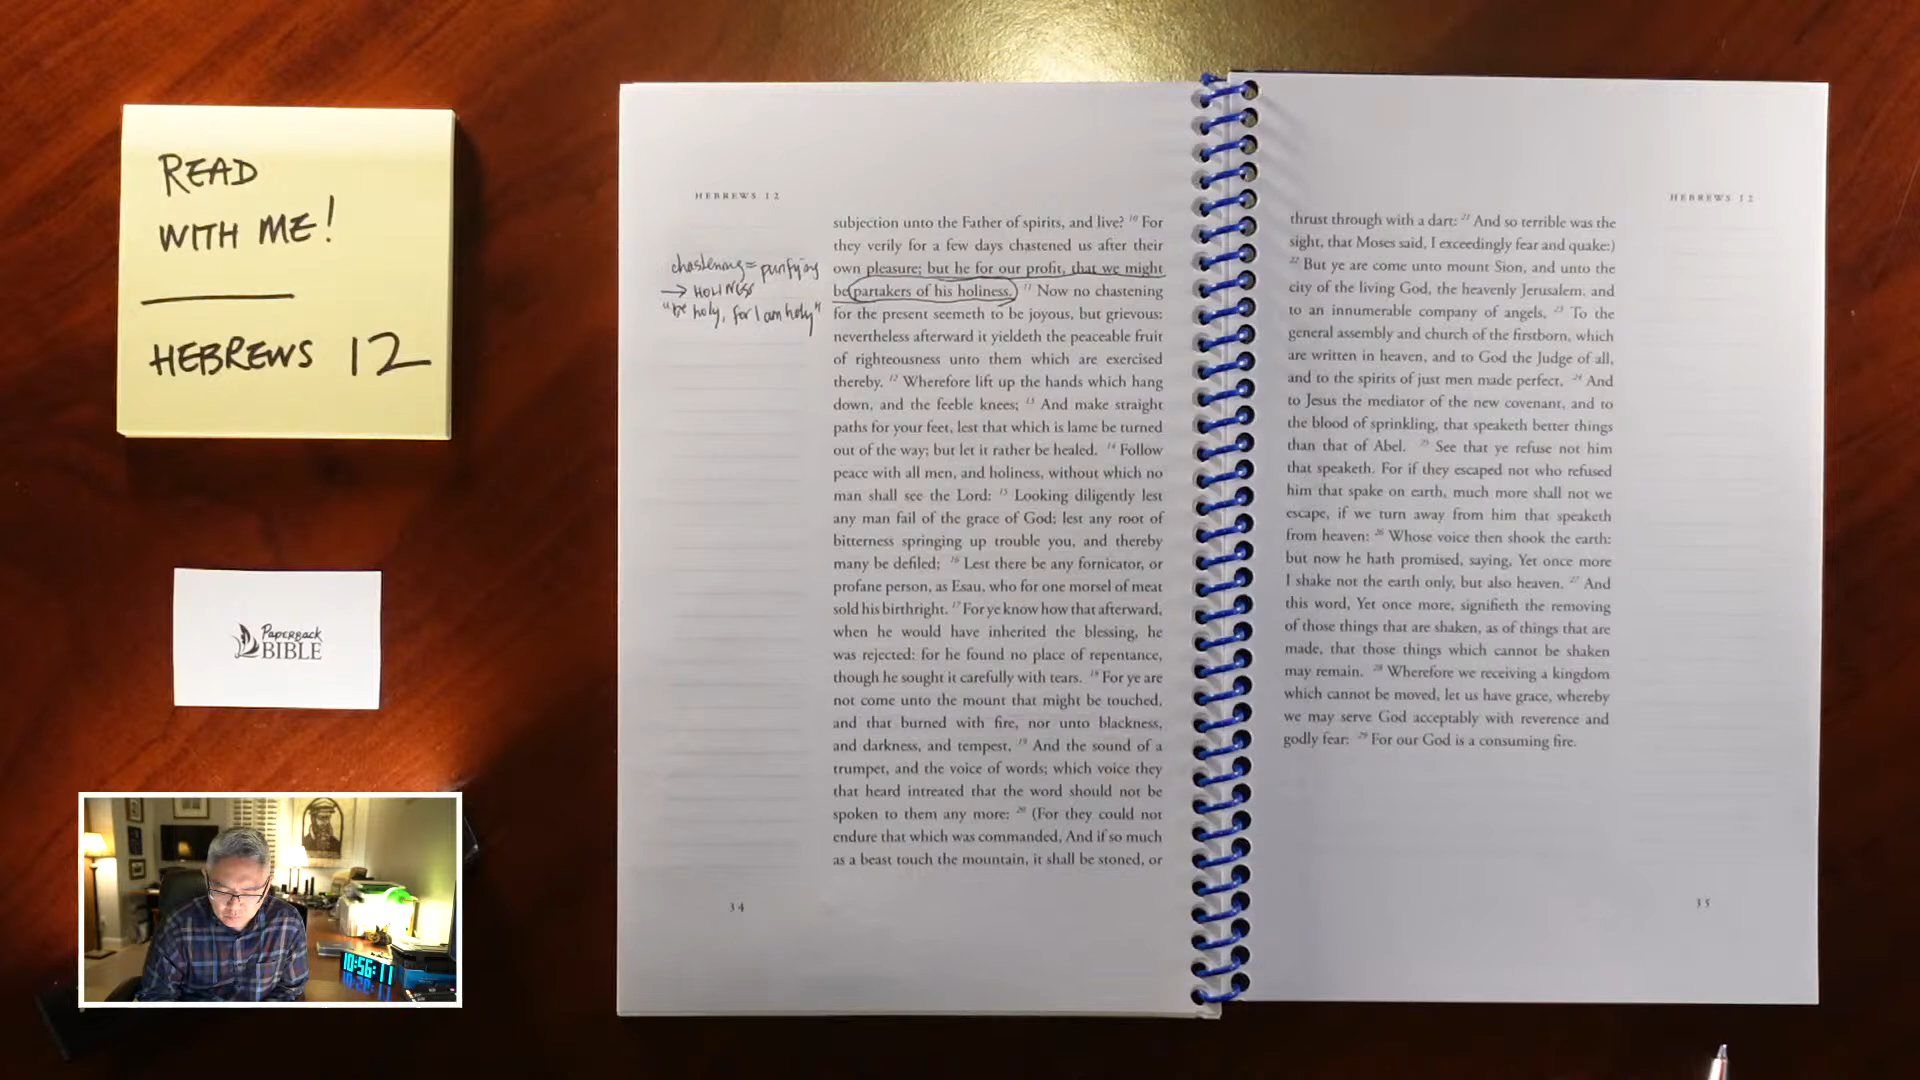 READ
WITH ME!
HEBREWS 12
Paperback
BIBLE
10:56:11
HEBREWS 12
chastening = purifying
→ HOLINESS
"be holy, for I am holy"
subjection unto the Father of spirits, and live? 10 For
they verily for a few days chastened us after their
own pleasure; but he for our profit, that we might
be partakers of his holiness. 11 Now no chastening
for the present seemeth to be joyous, but grievous:
nevertheless afterward it yieldeth the peaceable fruit
of righteousness unto them which are exercised
thereby. 12 Wherefore lift up the hands which hang
down, and the feeble knees; 13 And make straight
paths for your feet, lest that which is lame be turned
out of the way; but let it rather be healed. 14 Follow
peace with all men, and holiness, without which no
man shall see the Lord: 15 Looking diligently lest
any man fail of the grace of God; lest any root of
bitterness springing up trouble you, and thereby
many be defiled; 16 Lest there be any fornicator, or
profane person, as Esau, who for one morsel of meat
sold his birthright. 17 For ye know how that afterward,
when he would have inherited the blessing, he
was rejected: for he found no place of repentance,
though he sought it carefully with tears. 18 For ye are
not come unto the mount that might be touched,
and that burned with fire, nor unto blackness,
and darkness, and tempest, 19 And the sound of a
trumpet, and the voice of words; which voice they
that heard intreated that the word should not be
spoken to them any more: 20 (For they could not
endure that which was commanded, And if so much
as a beast touch the mountain, it shall be stoned, or
34
HEBREWS 12
thrust through with a dart: 21 And so terrible was the
sight, that Moses said, I exceedingly fear and quake:)
22 But ye are come unto mount Sion, and unto the
city of the living God, the heavenly Jerusalem, and
to an innumerable company of angels, 23 To the
general assembly and church of the firstborn, which
are written in heaven, and to God the Judge of all,
and to the spirits of just men made perfect, 24 And
to Jesus the mediator of the new covenant, and to
the blood of sprinkling, that speaketh better things
than that of Abel. 25 See that ye refuse not him
that speaketh. For if they escaped not who refused
him that spake on earth, much more shall not we
escape, if we turn away from him that speaketh
from heaven: 26 Whose voice then shook the earth:
but now he hath promised, saying, Yet once more
I shake not the earth only, but also heaven. 27 And
this word, Yet once more, signifieth the removing
of those things that are shaken, as of things that are
made, that those things which cannot be shaken
may remain. 28 Wherefore we receiving a kingdom
which cannot be moved, let us have grace, whereby
we may serve God acceptably with reverence and
godly fear: 29 For our God is a consuming fire.
35